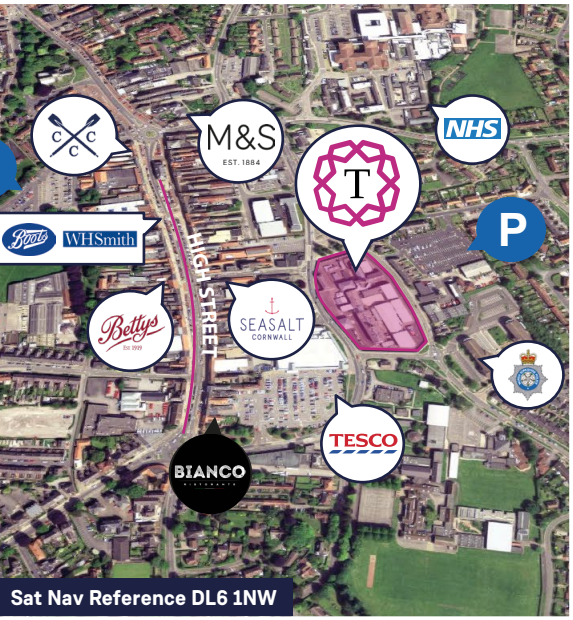 C
C C
M&S
EST. 1884
NHS
T
P
Boots
WHSmith
HIGH STREET
Bettys
Est. 1919
SEASALT
CORNWALL
TESCO
BIANCO
RISTORANTE
Sat Nav Reference DL6 1NW